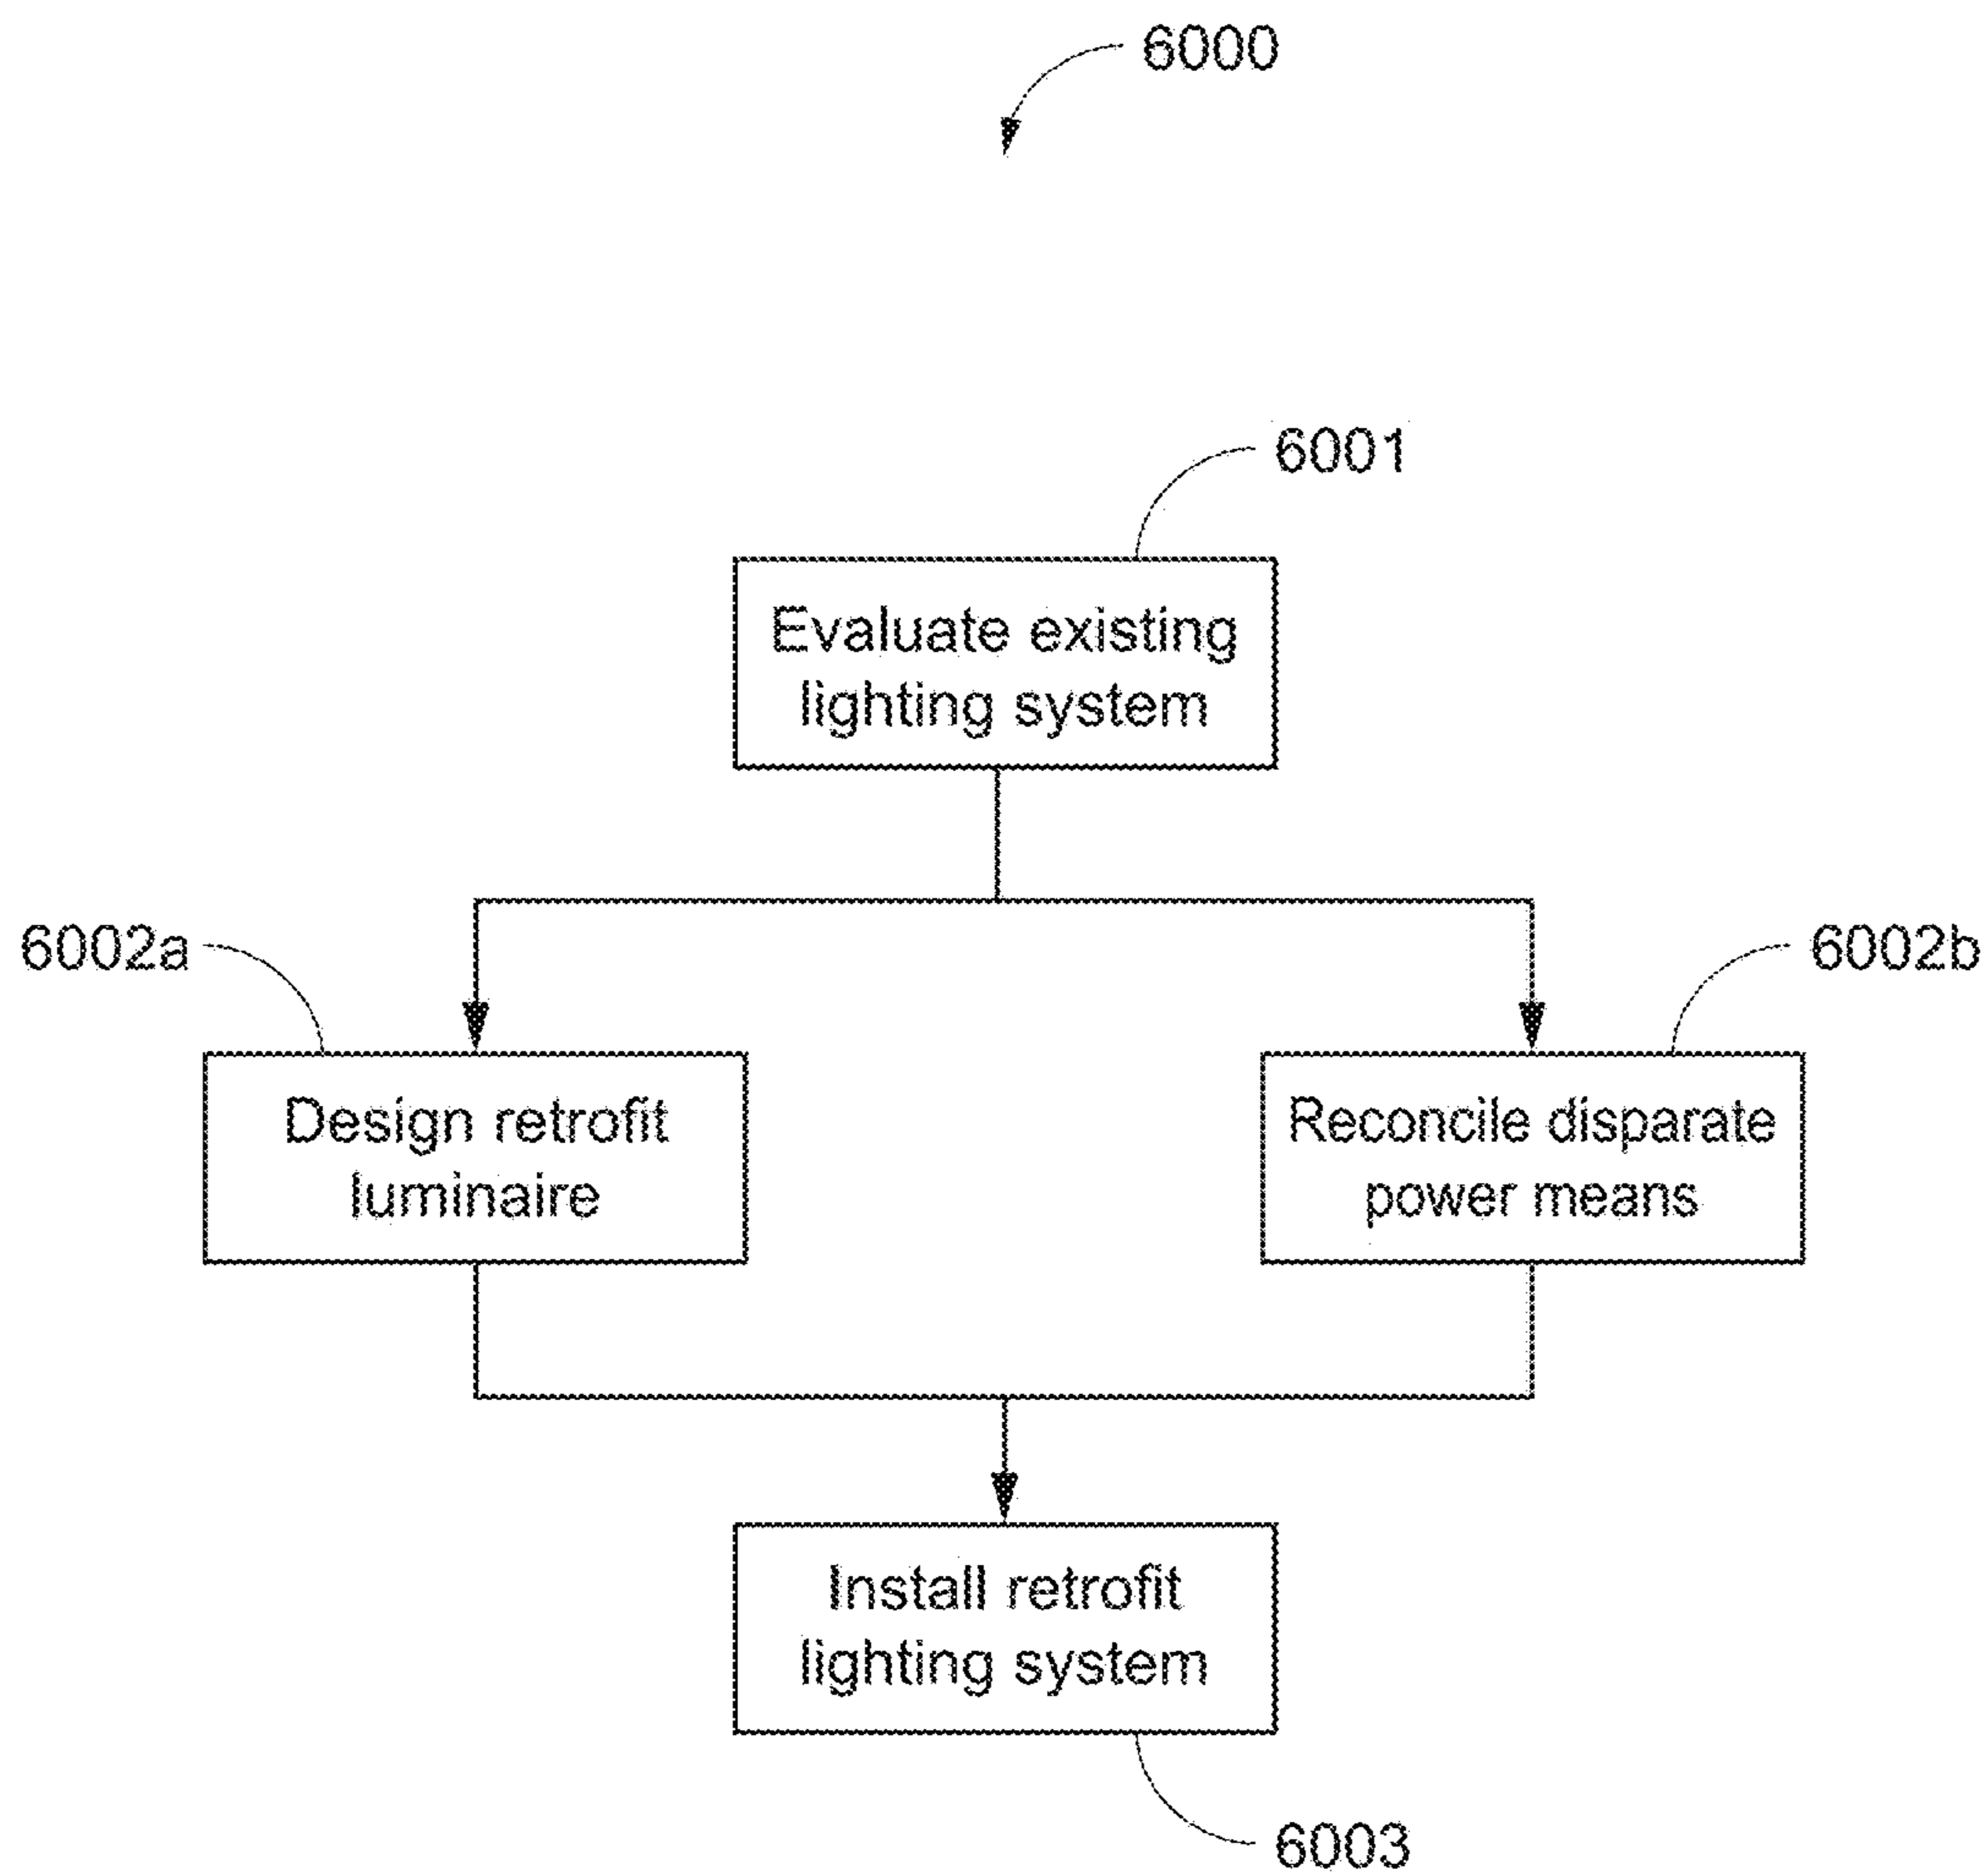 6000
6001
Evaluate existing
lighting system
6002a
6002b
Design retrofit
luminaire
Reconcile disparate
power means
Install retrofit
lighting system
6003